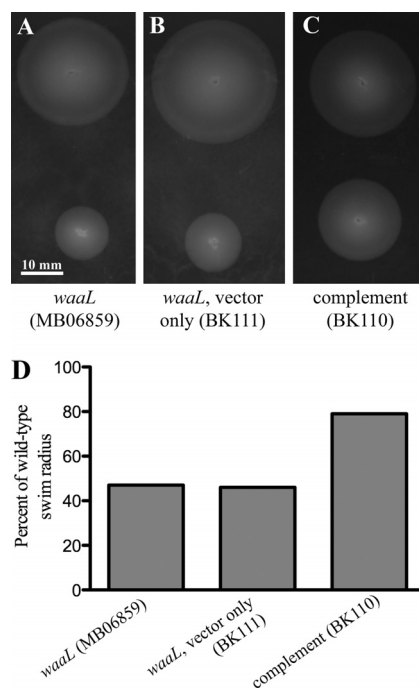 A
B
C
10 mm
waaL
(MB06859)
waaL, vector
only (BK111)
complement
(BK110)
D
Percent of wild-type
swim radius
100
80
60
40
20
0
waaL (MB06859)
waaL, vector only
(BK111)
complement (BK110)